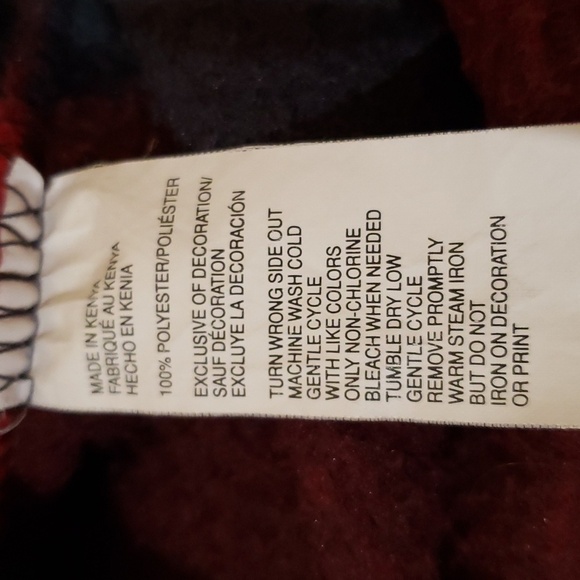 MADE IN KENYA
FABRIQUÉ AU KENYA
HECHO EN KENIA
100% POLYESTER/POLIÉSTER
EXCLUSIVE OF DECORATION/
SAUF DÉCORATION
EXCLUYE LA DECORACIÓN
TURN WRONG SIDE OUT
MACHINE WASH COLD
GENTLE CYCLE
WITH LIKE COLORS
ONLY NON-CHLORINE
BLEACH WHEN NEEDED
TUMBLE DRY LOW
GENTLE CYCLE
REMOVE PROMPTLY
WARM STEAM IRON
BUT DO NOT
IRON ON DECORATION
OR PRINT